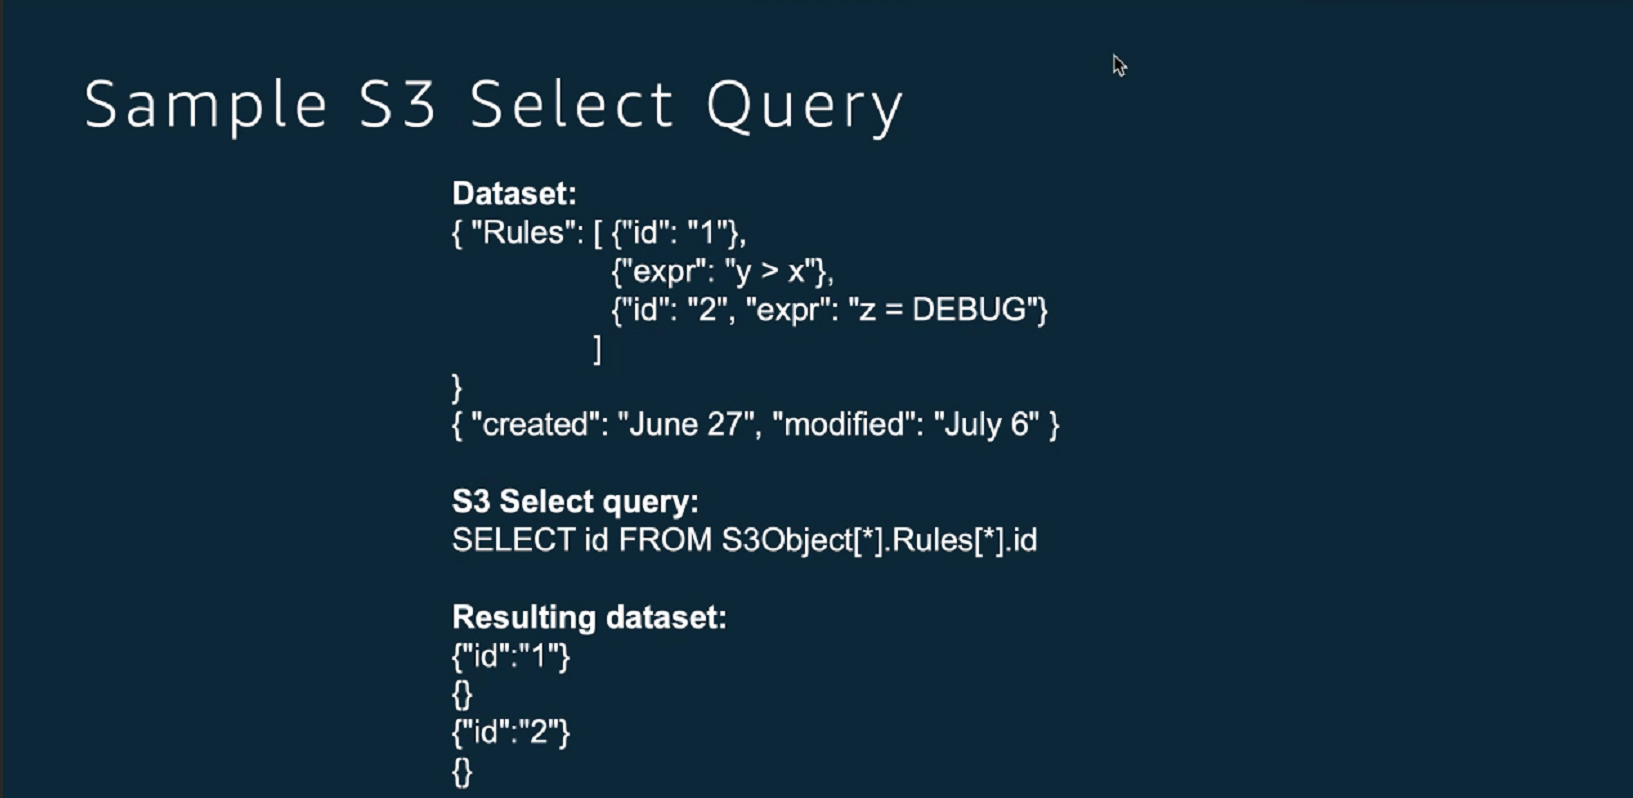 Sample S3 Select Query
Dataset:
{ "Rules": [ {"id": "1"},
{"expr": "y > x"},
{"id": "2", "expr": "z = DEBUG"}
]
}
{ "created": "June 27", "modified": "July 6" }
S3 Select query:
SELECT id FROM S3Object[*].Rules[*].id
Resulting dataset:
{"id":"1"}
{}
{"id":"2"}
{}